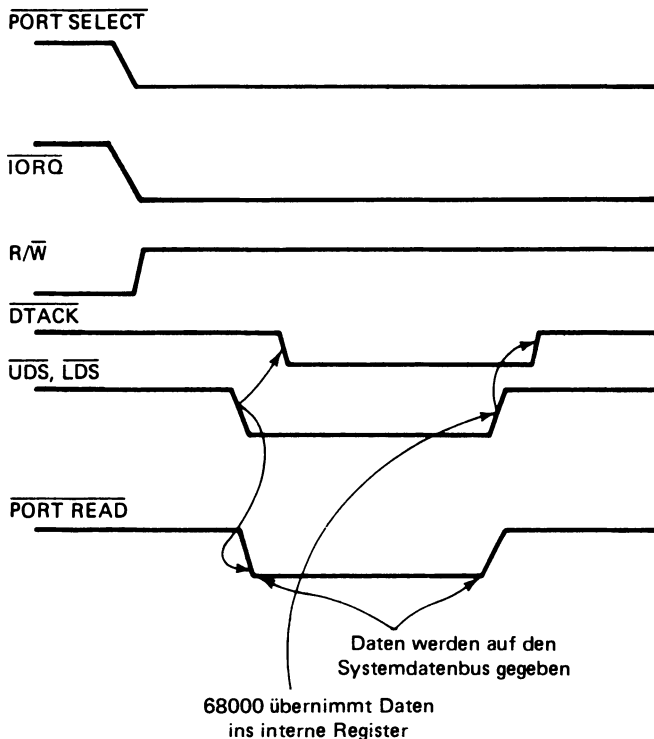 PORT SELECT
IORQ
R/W
DTACK
UDS, LDS
PORT READ
Daten werden auf den
Systemdatenbus gegeben
68000 übernimmt Daten
ins interne Register